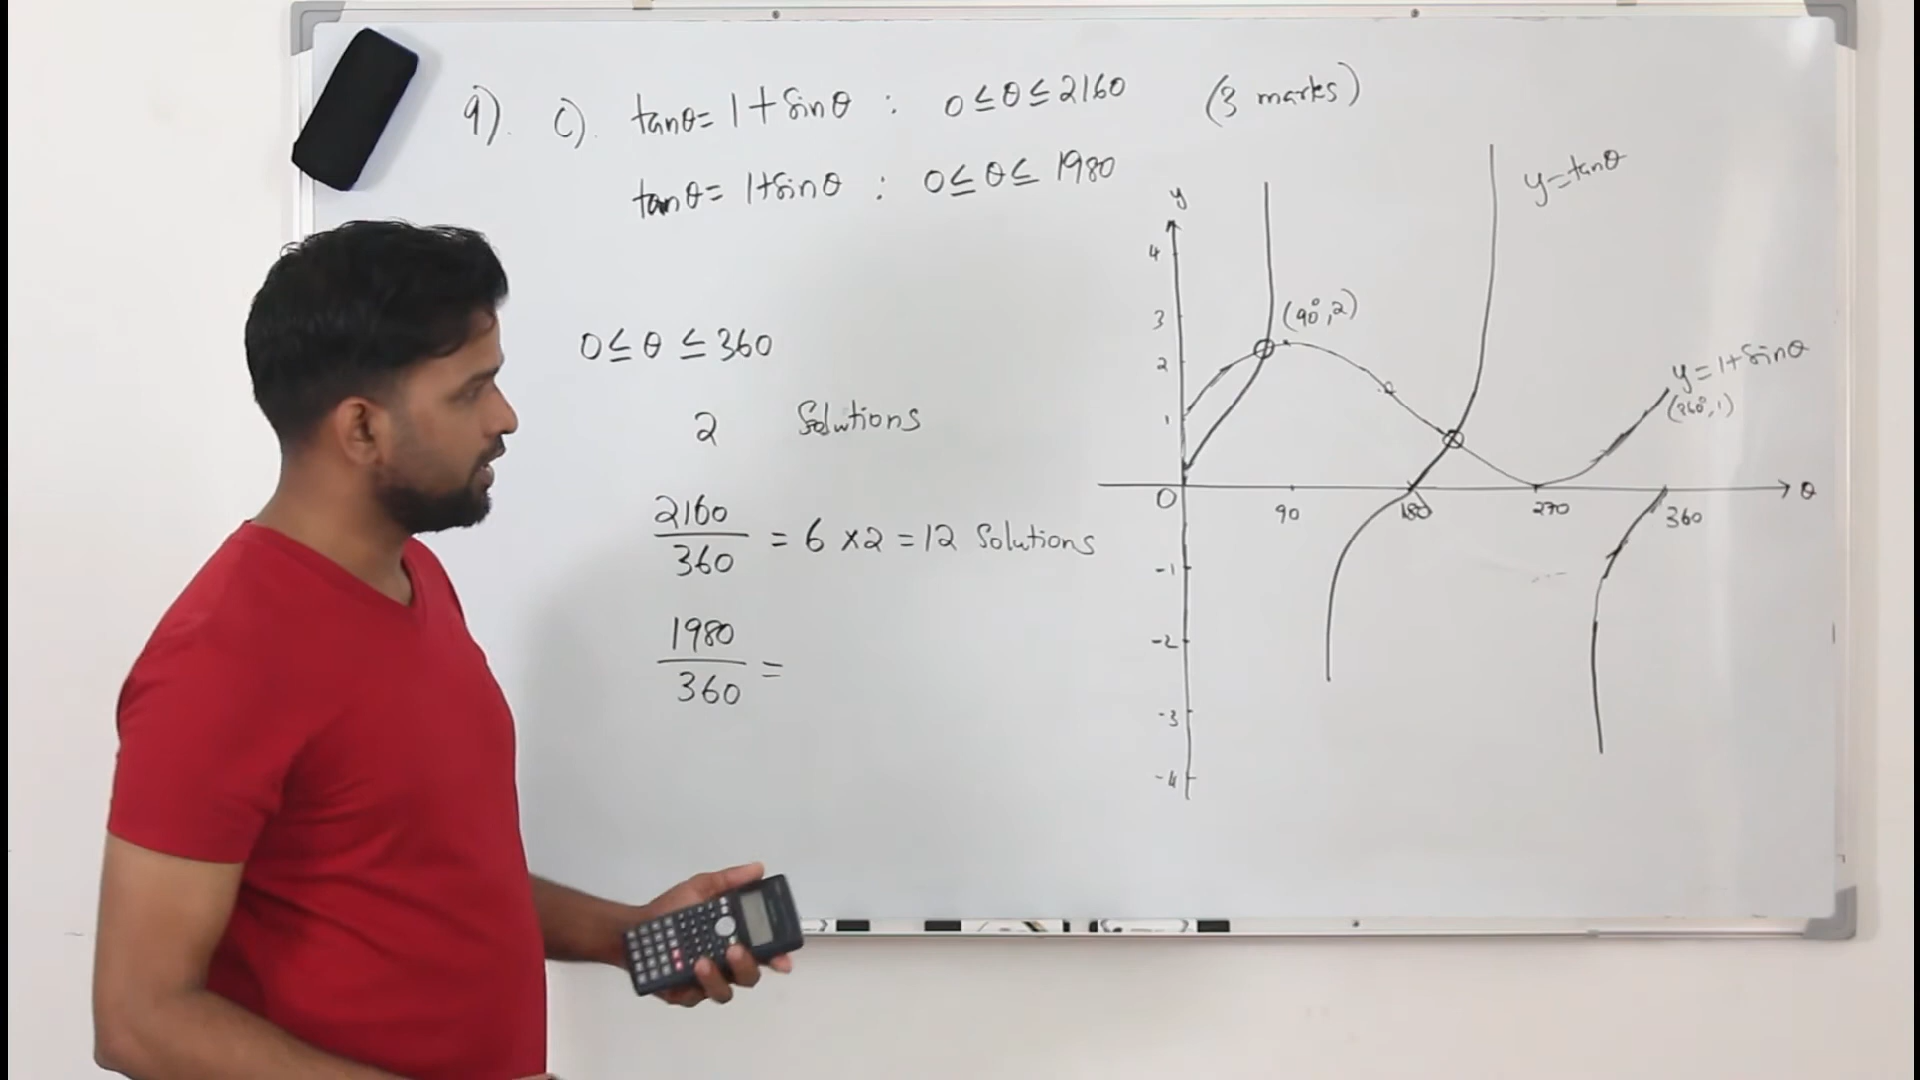 9). c). tanθ= 1+Sinθ : 0≤θ≤2160 (3 marks)
tanθ= 1+Sinθ : 0≤θ≤ 1980
0≤θ≤360
2 Solutions
2160/360 = 6 ×2 = 12 Solutions
1980/360 =
y=tanθ
y
4
3
(90°,2)
2
y=1+Sinθ
(360°,1)
1
O 90 180 270 360 θ
-1
-2
-3
-4